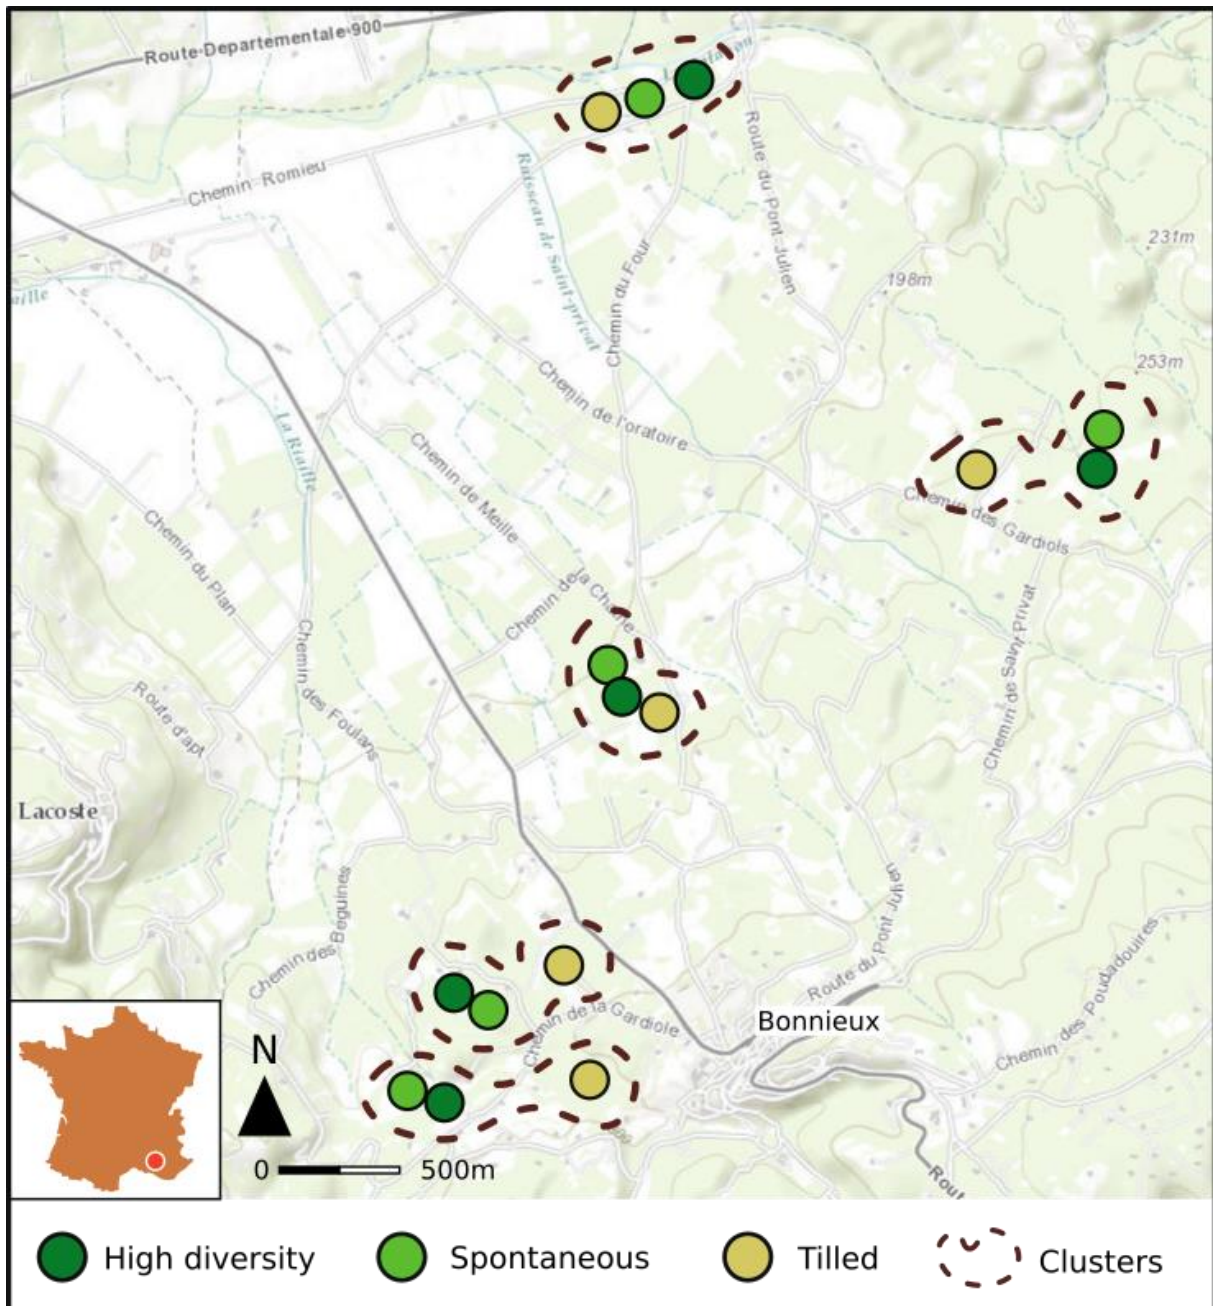 Route Departementale 900
Chemin Romieu
Ruisseau de Saint-privat
Route du Pont Julien
231m
198m
Chemin du Four
253m
Chemin de l'oratoire
La Riaille
Chemin de Meille
Chemin des Gardiols
Chemin du Plan
Chemin de
la Chaine
Chemin de Saint Privat
Chemin des Foulans
Route d'apt
Lacoste
Chemin des Beguines
Route du Pont Julien
Chemin des Poudadouires
Chemin de la Gardiole
Bonnieux
N
0 500m
Rout
High diversity
Spontaneous
Tilled
Clusters